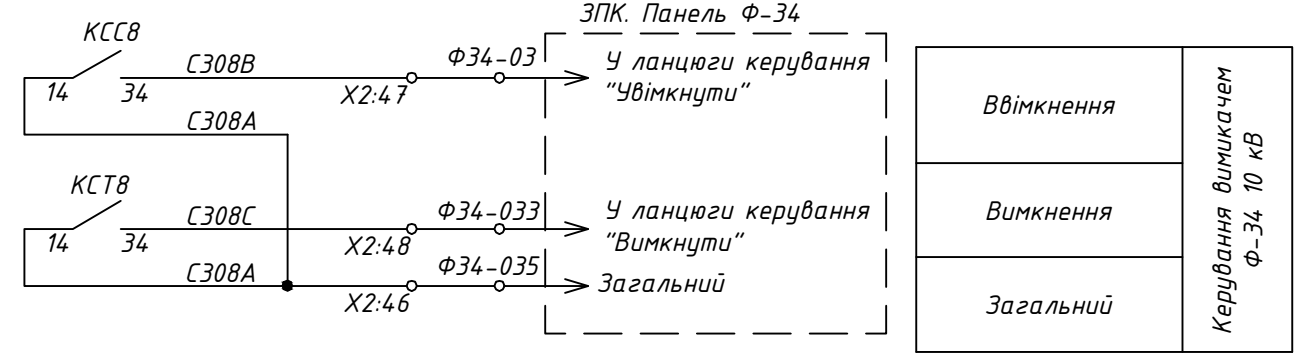 ЗПК. Панель Ф-34
КСС8
14
34
С308В
Х2:47
Ф34-03
У ланцюги керування
"Увімкнути"
С308А
КСТ8
14
34
С308С
Х2:48
Ф34-033
У ланцюги керування
"Вимкнути"
С308А
Х2:46
Ф34-035
Загальний
Ввімкнення
Вимкнення
Загальний
Керування вимикачем
Ф-34 10 кВ